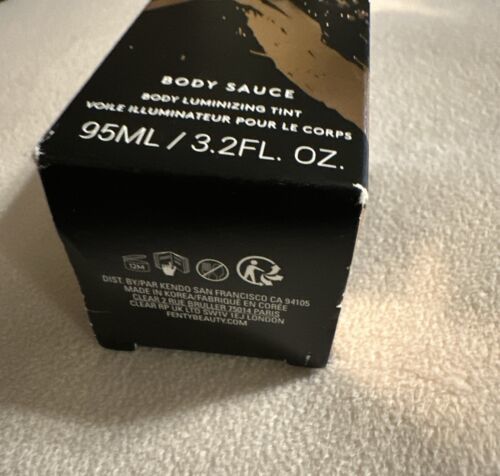 BODY SAUCE
BODY LUMINIZING TINT
VOILE ILLUMINATEUR POUR LE CORPS
95ML / 3.2FL. OZ.
12M
DIST. BY/PAR KENDO SAN FRANCISCO CA 94105
MADE IN KOREA/FABRIQUÉ EN CORÉE
CLEAR 2 RUE BRULLER 75014 PARIS
CLEAR RP UK LTD SW1V 1EJ LONDON
FENTYBEAUTY.COM